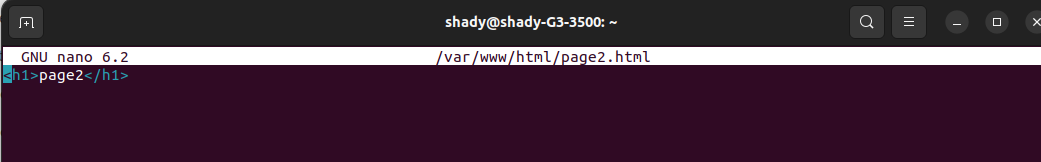 shady@shady-G3-3500: ~
GNU nano 6.2 /var/www/html/page2.html
<h1>page2</h1>